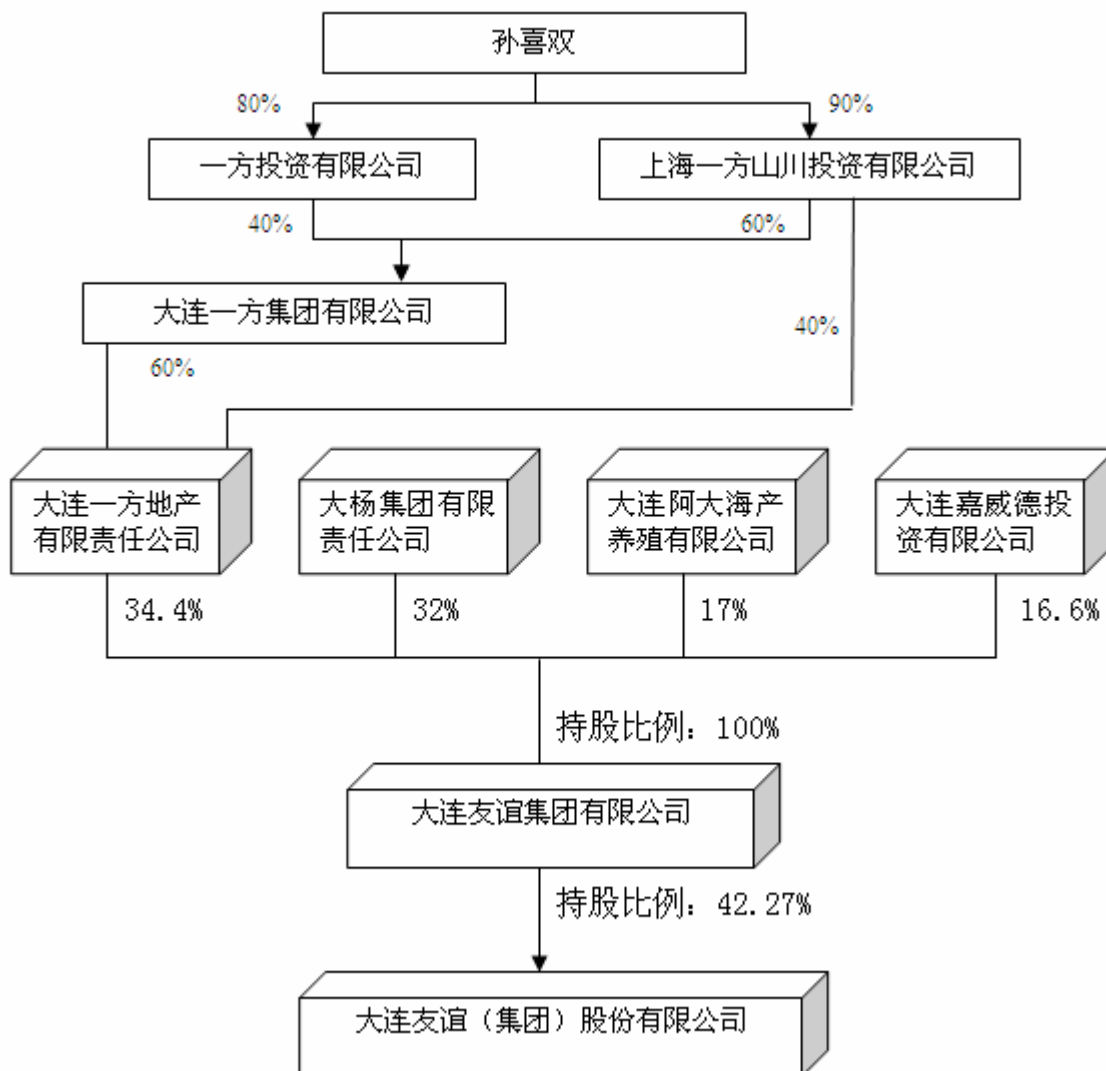 孙喜双
80%
90%
一方投资有限公司
上海一方山川投资有限公司
40%
60%
大连一方集团有限公司
40%
60%
大连一方地产
有限责任公司
大杨集团有限
责任公司
大连阿大海产
养殖有限公司
大连嘉威德投
资有限公司
34.4%
32%
17%
16.6%
持股比例：100%
大连友谊集团有限公司
持股比例：42.27%
大连友谊（集团）股份有限公司